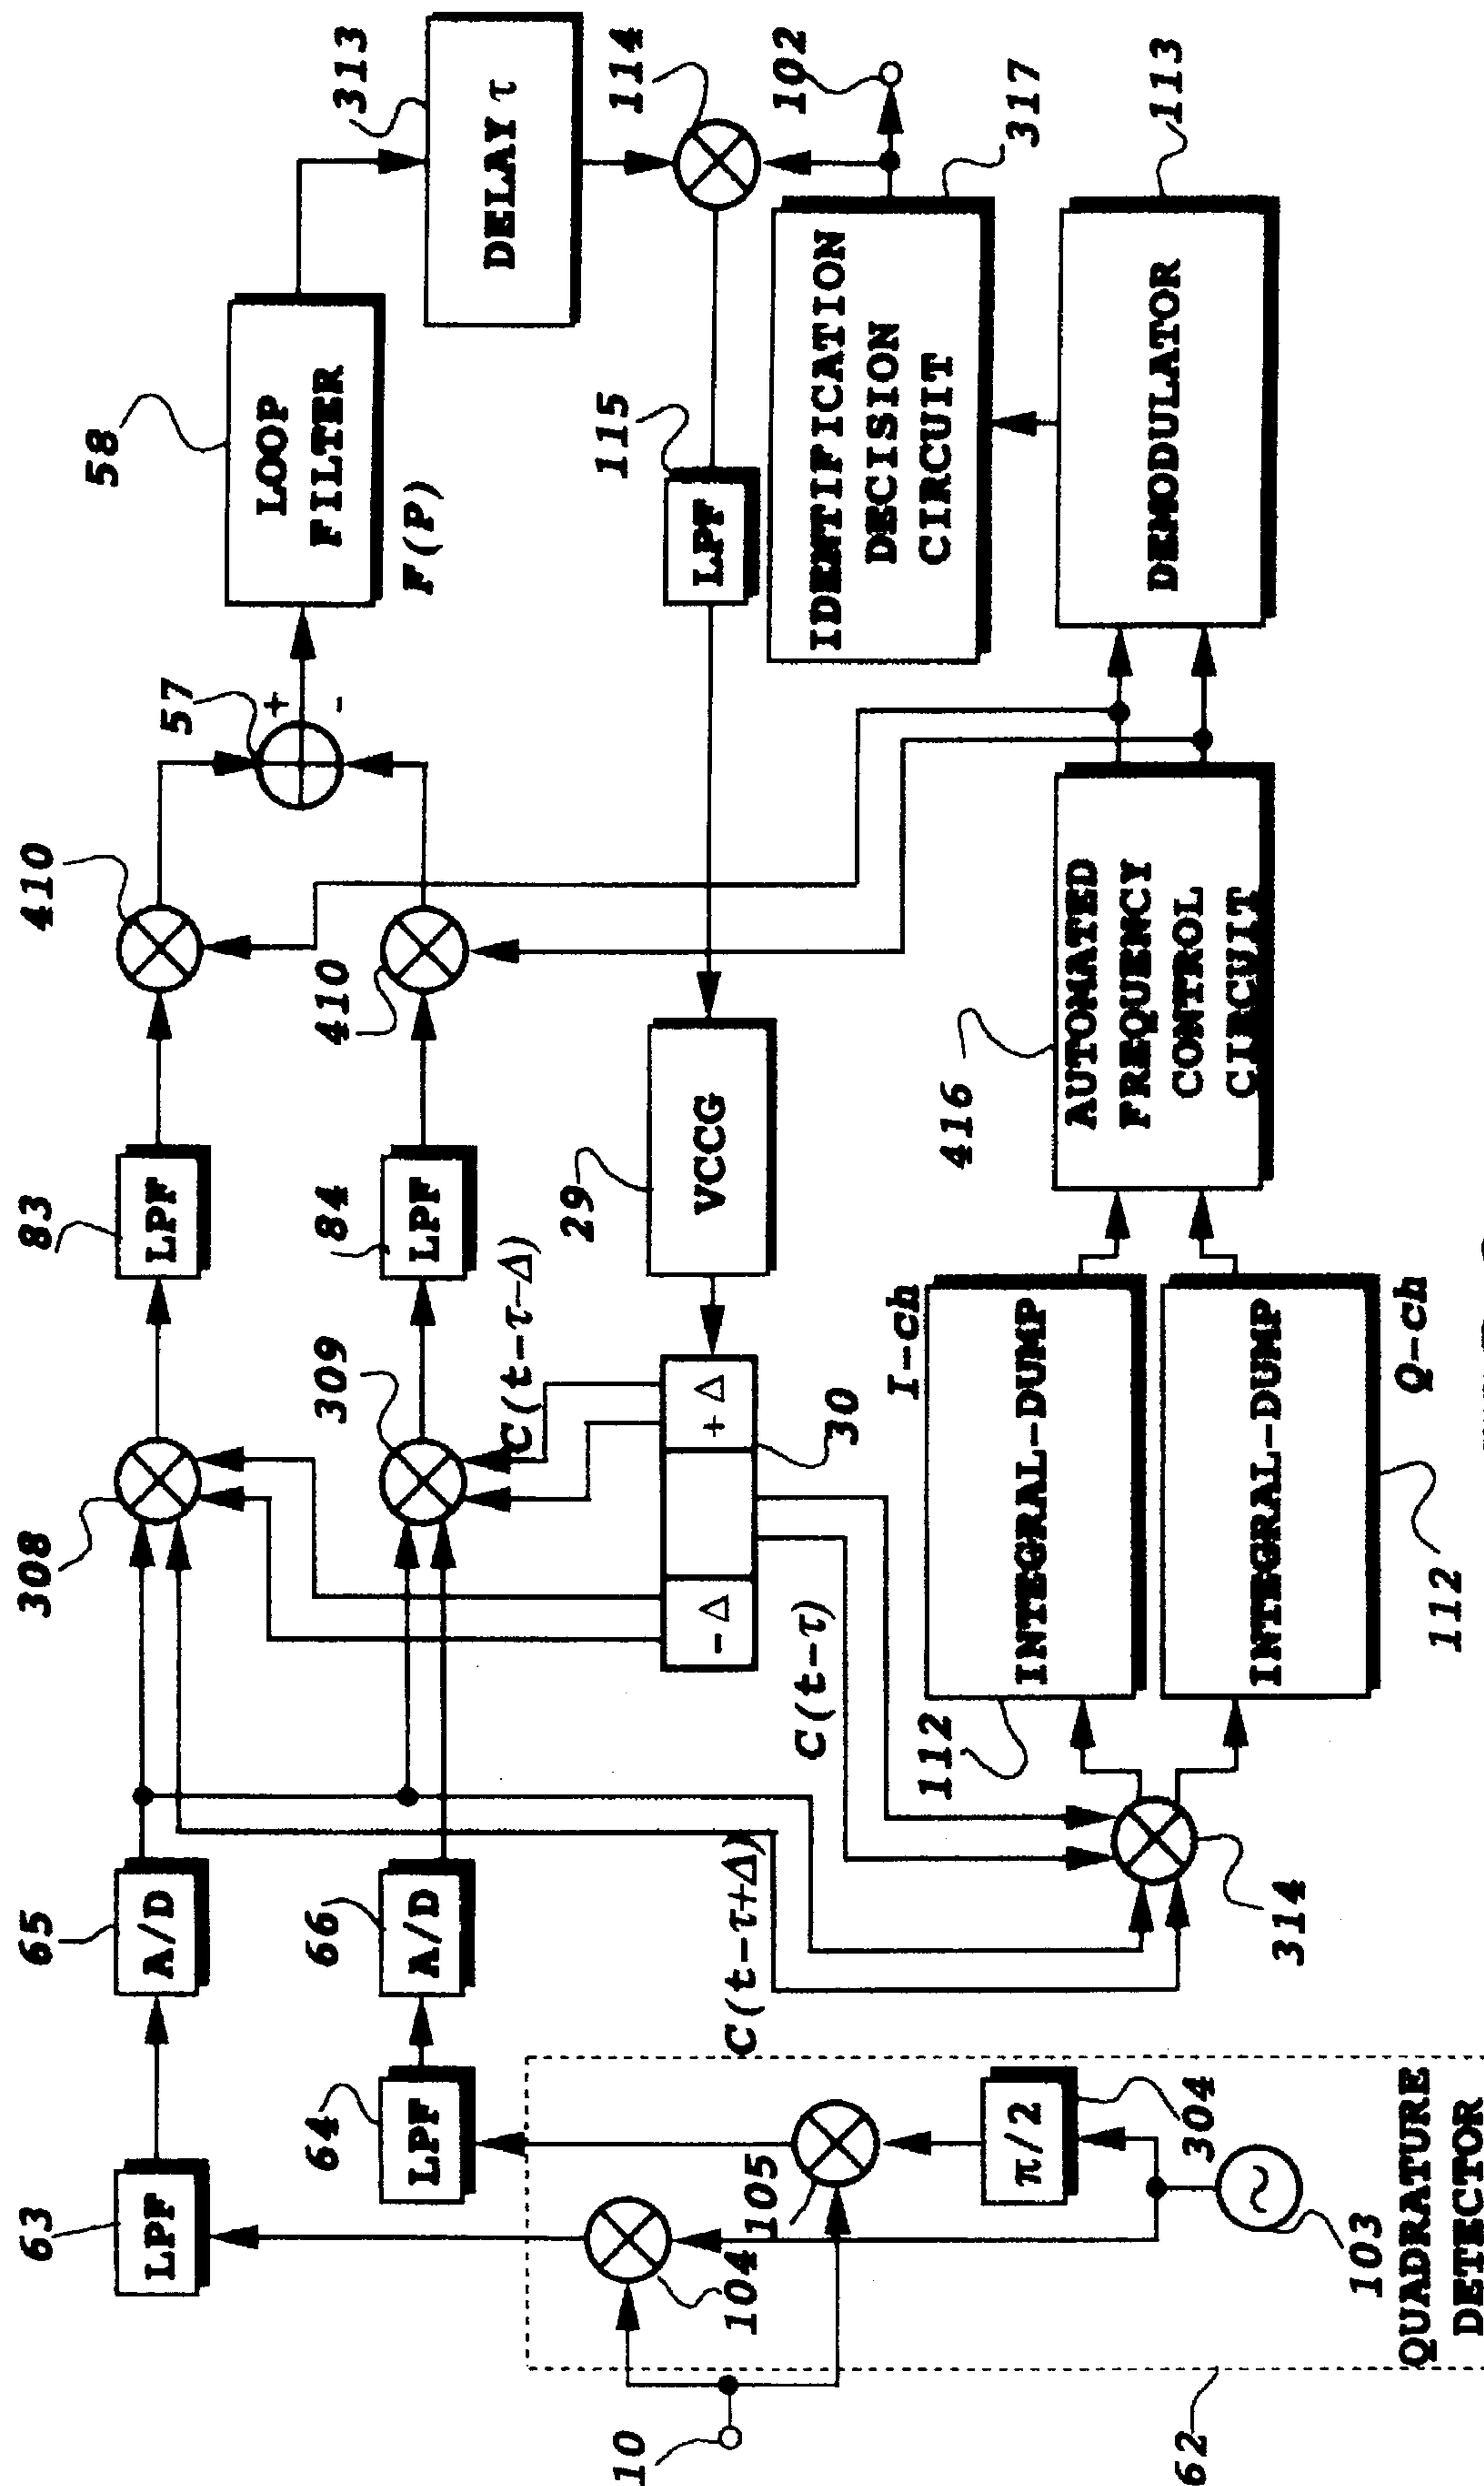 63
LPF
65
A/D
308
83
LPF
410
57
+
-
58
LOOP
FILTER
F(P)
313
DELAY τ
64
LPF
66
A/D
309
84
LPF
410
C(t-τ-Δ)
29
VCCG
115
LPF
114
102
10
104
105
π/2
304
103
QUADRATURE
DETECTOR
62
C(t-τ+Δ)
-Δ
+Δ
30
C(t-τ)
314
112
I-ch
INTEGRAL-DUMP
INTEGRAL-DUMP
Q-ch
112
416
AUTOMATED
FREQUENCY
CONTROL
CIRCUIT
IDENTIFICATION
DECISION
CIRCUIT
317
DEMODULATOR
113